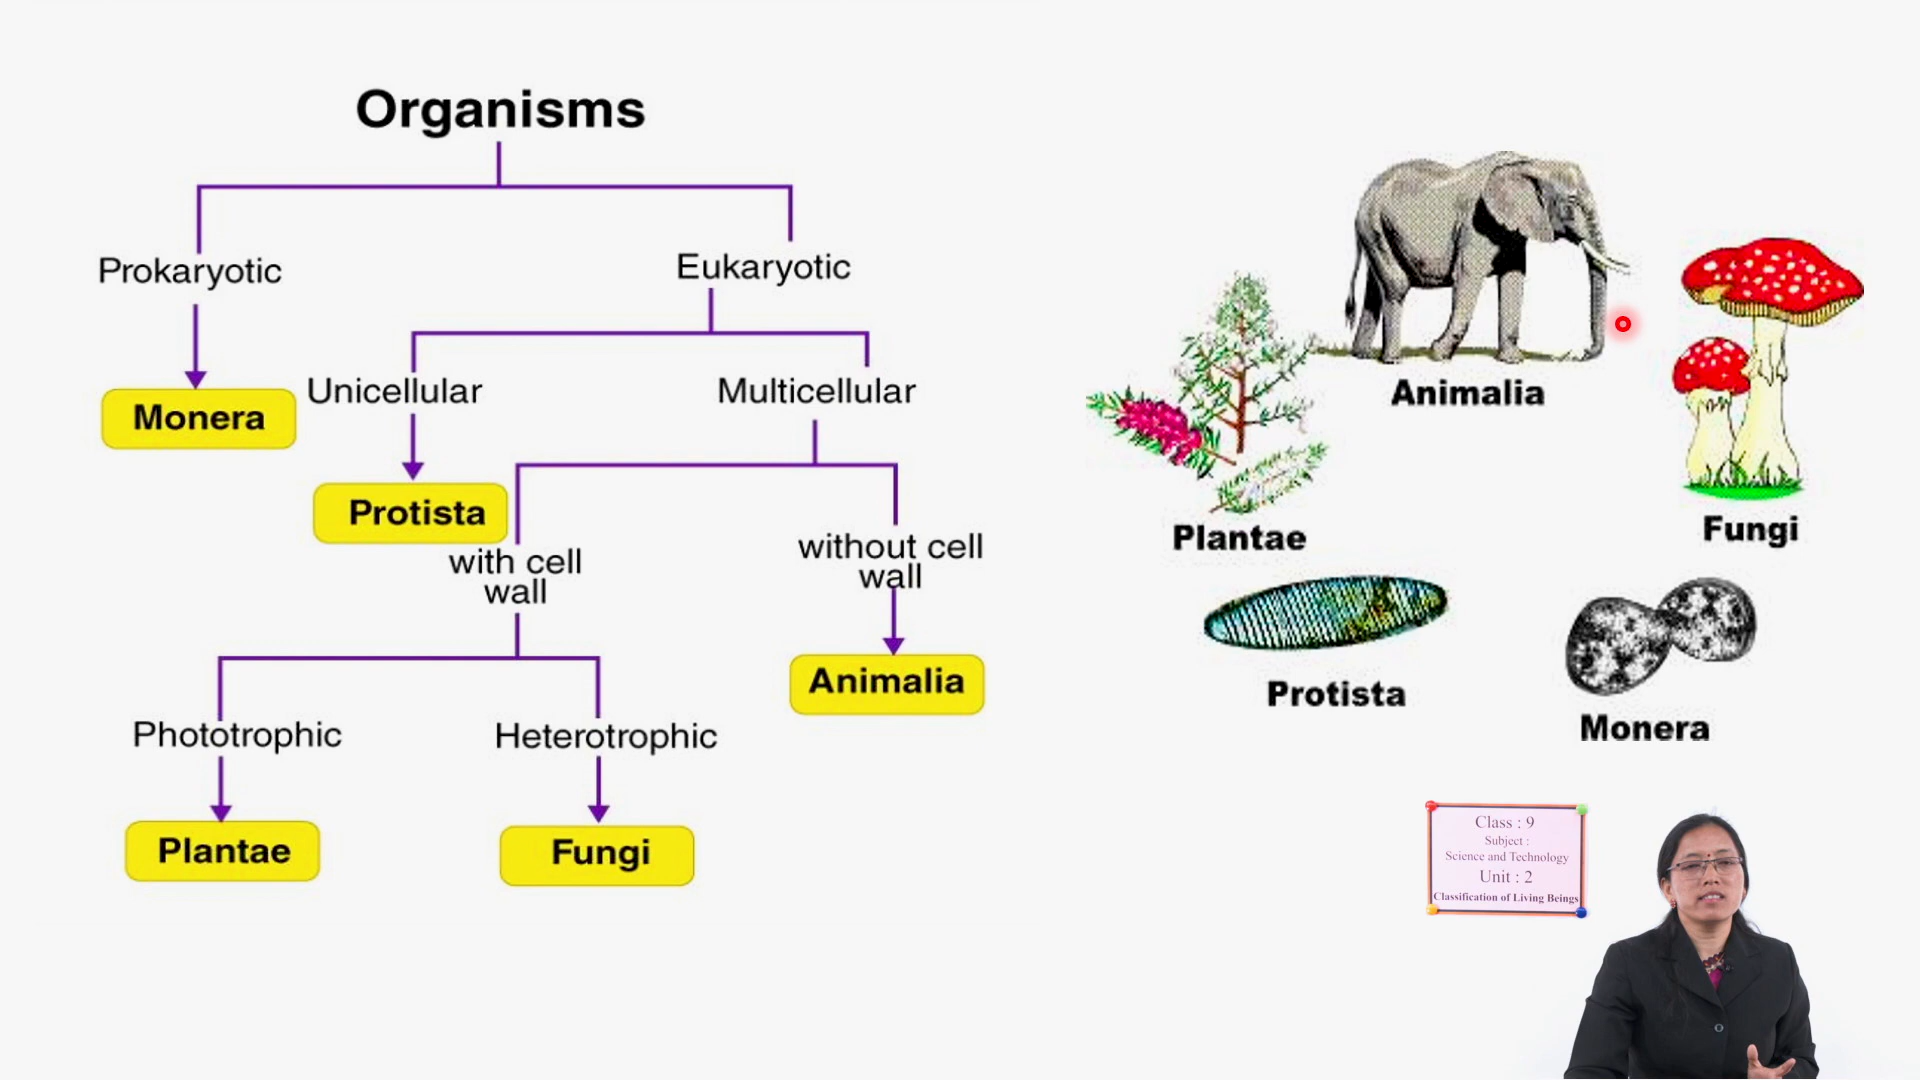 Organisms
Prokaryotic
Eukaryotic
Monera
Unicellular
Multicellular
Protista
with cell
wall
without cell
wall
Animalia
Phototrophic
Heterotrophic
Plantae
Fungi
Animalia
Plantae
Fungi
Protista
Monera
Class : 9
Subject :
Science and Technology
Unit : 2
Classification of Living Beings